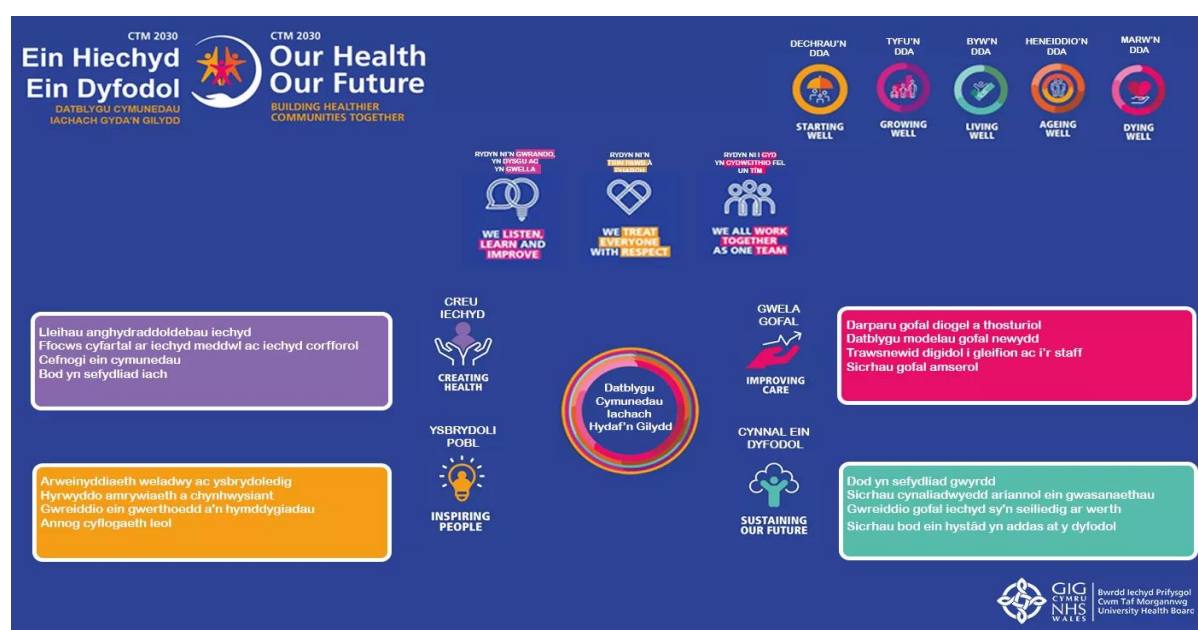 CTM 2030
Ein Hiechyd
Ein Dyfodol
DATBLYGU CYMUNEDAU
IACHACH GYDA'N GILYDD
CTM 2030
Our Health
Our Future
BUILDING HEALTHIER
COMMUNITIES TOGETHER
DECHRAU'N
DDA
STARTING
WELL
TYFU'N
DDA
GROWING
WELL
BYW'N
DDA
LIVING
WELL
HENEIDDIO'N
DDA
AGEING
WELL
MARW'N
DDA
DYING
WELL
RYDYN NI'N GWRANDO,
YN DYSGU AC
YN GWELLA
WE LISTEN,
LEARN AND
IMPROVE
RYDYN NI'N
TRIN PAWB Â
PHARCH
WE TREAT
EVERYONE
WITH RESPECT
RYDYN NI I GYD
YN CYDWEITHIO FEL
UN TÎM
WE ALL WORK
TOGETHER
AS ONE TEAM
Lleihau anghydraddoldebau iechyd
Ffocws cyfartal ar iechyd meddwl ac iechyd corfforol
Cefnogi ein cymunedau
Bod yn sefydliad iach
CREU
IECHYD
CREATING
HEALTH
GWELA
GOFAL
IMPROVING
CARE
Darparu gofal diogel a thosturiol
Datblygu modelau gofal newydd
Trawsnewid digidol i gleifion ac i'r staff
Sicrhau gofal amserol
Datblygu
Cymunedau
Iachach
Hydaf'n Gilydd
Arweinyddiaeth weladwy ac ysbrydoledig
Hyrwyddo amrywiaeth a chynhwysiant
Gwreiddio ein gwerthoedd a'n hymddygiadau
Annog cyflogaeth leol
YSBRYDOLI
POBL
INSPIRING
PEOPLE
CYNNAL EIN
DYFODOL
SUSTAINING
OUR FUTURE
Dod yn sefydliad gwyrdd
Sicrhau cynaliadwyedd ariannol ein gwasanaethau
Gwreiddio gofal iechyd sy'n seiliedig ar werth
Sicrhau bod ein hystâd yn addas at y dyfodol
GIG
CYMRU
NHS
WALES
Bwrdd Iechyd Prifysgol
Cwm Taf Morgannwg
University Health Board